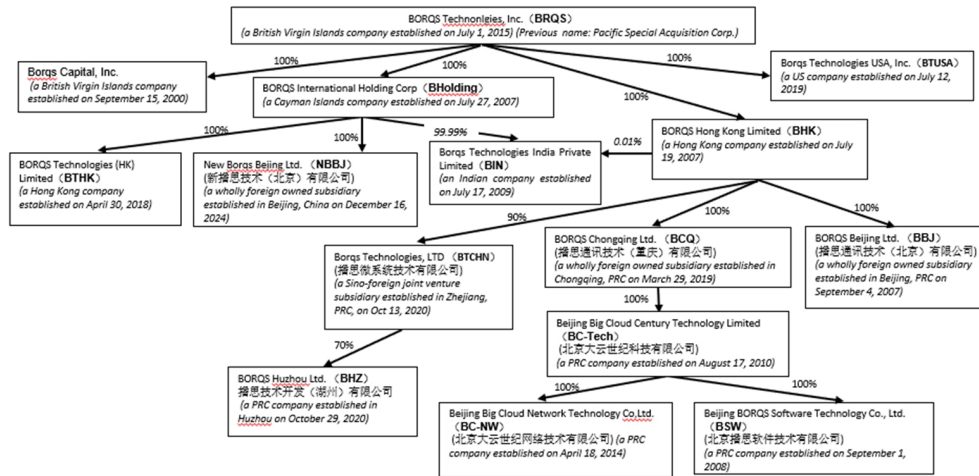 BORQS Technonlgies, Inc.（BRQS）
(a British Virgin Islands company established on July 1, 2015) (Previous name: Pacific Special Acquisition Corp.)
100%
100%
100%
100%
Borqs Capital, Inc.
(a British Virgin Islands company
established on September 15, 2000)
BORQS International Holding Corp（BHolding）
(a Cayman Islands company established on July 27, 2007)
Borqs Technologies USA, Inc.（BTUSA）
(a US company established on July 12,
2019)
100%
100%
99.99%
0.01%
BORQS Technologies (HK)
Limited（BTHK）
(a Hong Kong company
established on April 30, 2018)
New Borqs Bejing Ltd.（NBBJ）
(新播思技术（北京）有限公司)
(a wholly foreign owned subsidiary
established in Beijing, China on December 16,
2024)
Borqs Technologies India Private
Limited（BIN）
(an Indian company established
on July 17, 2009)
BORQS Hong Kong Limited（BHK）
(a Hong Kong company established on July
19, 2007)
90%
100%
100%
Borqs Technologies, LTD（BTCHN）
(播思微系统技术有限公司)
(a Sino-foreign joint venture
subsidiary established in Zhejiang,
PRC, on Oct 13, 2020)
BORQS Chongqing Ltd.（BCQ）
(播思通讯技术（重庆）有限公司)
(a wholly foreign owned subsidiary established in
Chongqing, PRC on March 29, 2019)
BORQS Beijing Ltd.（BBJ）
(播思通讯技术（北京）有限公司)
(a wholly foreign owned subsidiary
established in Beijing, PRC on
September 4, 2007)
70%
100%
BORQS Huzhou Ltd.（BHZ）
播思技术开发（湖州）有限公司
(a PRC company established in
Huzhou on October 29, 2020)
Beijing Big Cloud Century Technology Limited
(BC-Tech)
(北京大云世纪科技有限公司)
(a PRC company established on August 17, 2010)
100%
100%
Beijing Big Cloud Network Technology Co,Ltd.
(BC-NW)
(北京大云世纪网络技术有限公司) (a PRC
company established on April 18, 2014)
Beijing BORQS Software Technology Co., Ltd.
(BSW)
(北京播思软件技术有限公司)
(a PRC company established on September 1,
2008)